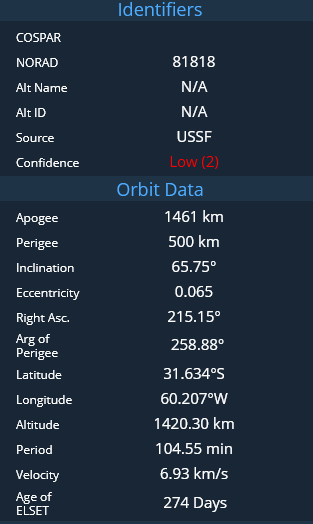 Identifiers
COSPAR
NORAD 81818
Alt Name N/A
Alt ID N/A
Source USSF
Confidence Low (2)
Orbit Data
Apogee 1461 km
Perigee 500 km
Inclination 65.75°
Eccentricity 0.065
Right Asc. 215.15°
Arg of
Perigee 258.88°
Latitude 31.634°S
Longitude 60.207°W
Altitude 1420.30 km
Period 104.55 min
Velocity 6.93 km/s
Age of
ELSET 274 Days